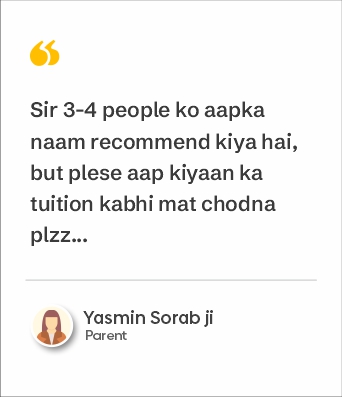 Sir 3-4 people ko aapka
naam recommend kiya hai,
but plese aap kiyaan ka
tuition kabhi mat chodna
plzz...
Yasmin Sorab ji
Parent